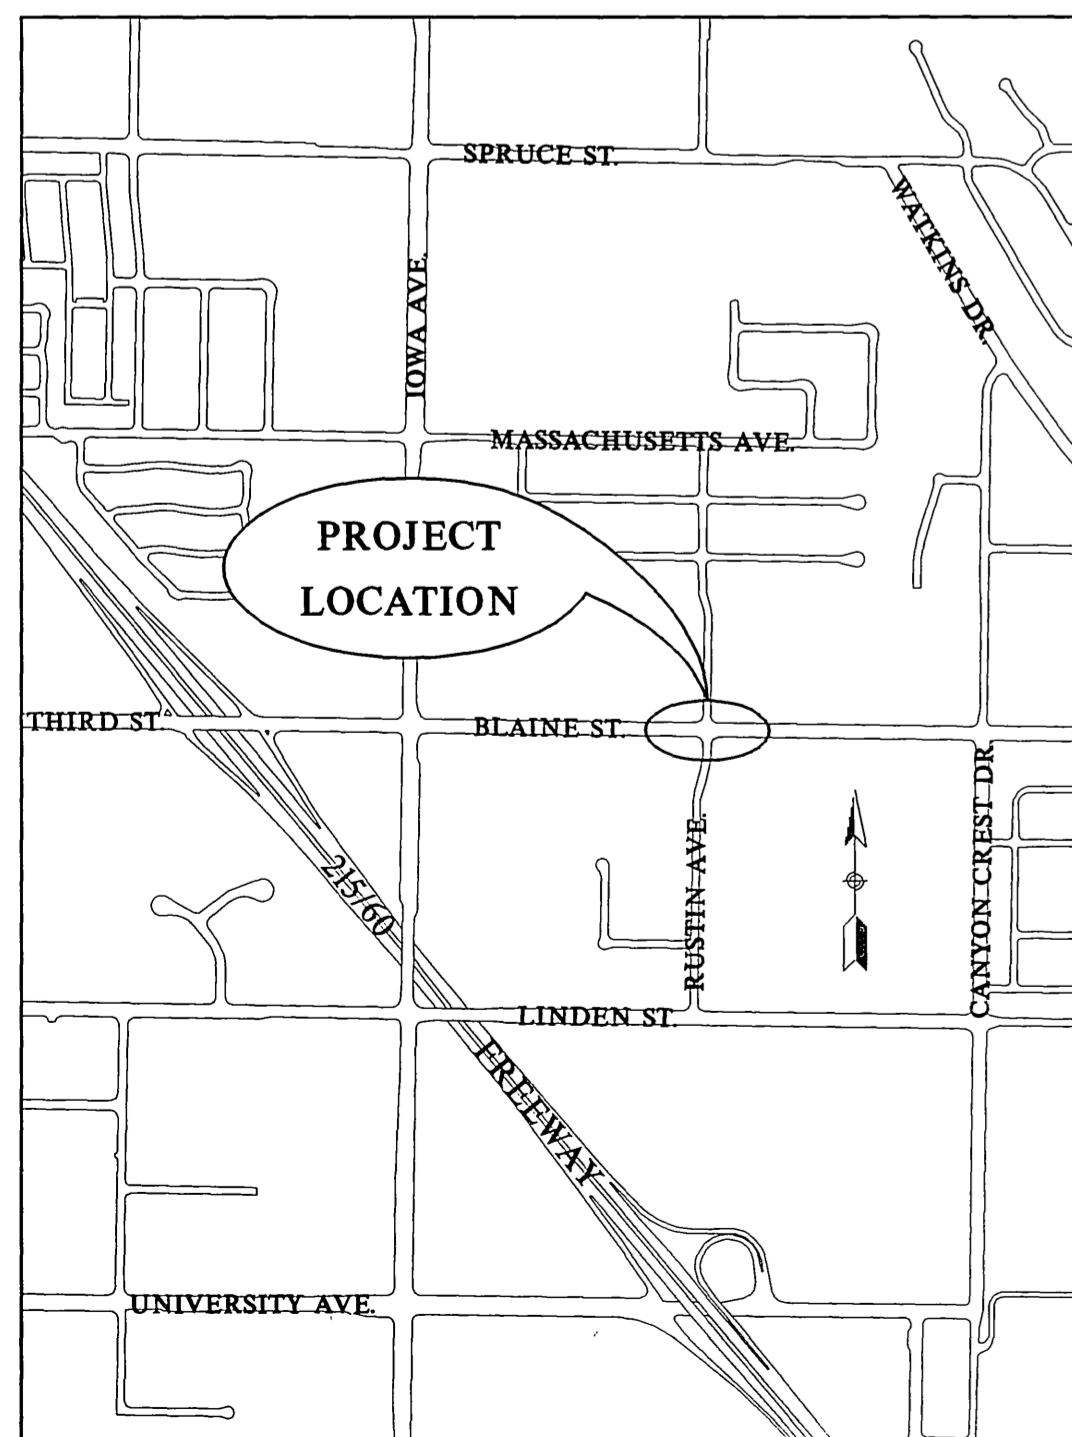 SPRUCE ST.
WATKINS DR.
IOWA AVE.
MASSACHUSETTS AVE.
PROJECT
LOCATION
THIRD ST.
BLAINE ST.
CANYON CREST DR.
RUSTIN AVE.
215/60
LINDEN ST.
FREEWAY
UNIVERSITY AVE.